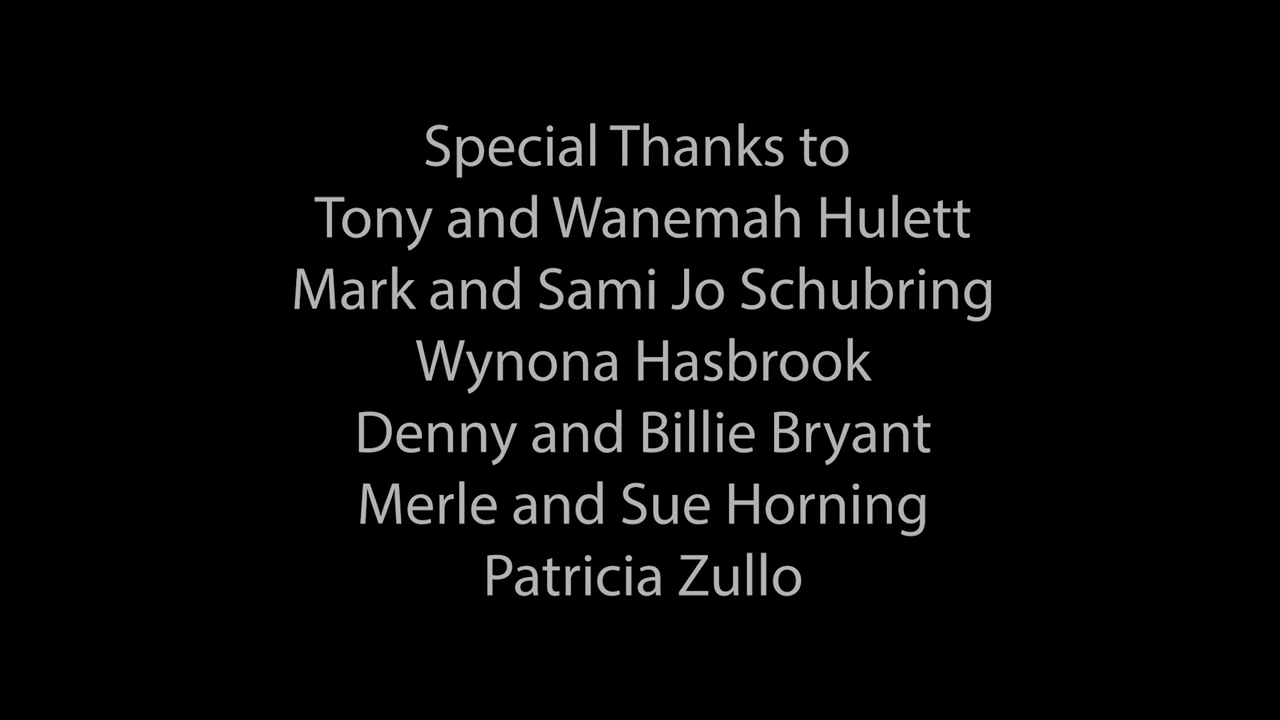 Special Thanks to
Tony and Wanemah Hulett
Mark and Sami Jo Schubring
Wynona Hasbrook
Denny and Billie Bryant
Merle and Sue Horning
Patricia Zullo